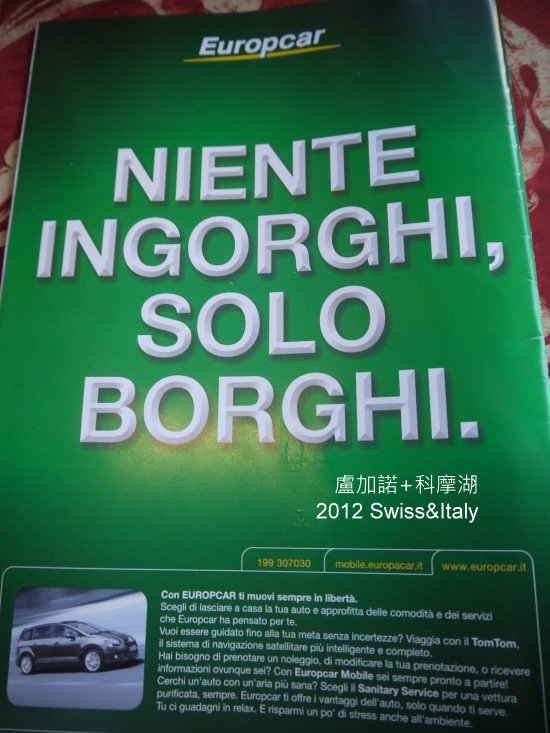 Europcar
NIENTE
INGORGHI,
SOLO
BORGHI.
盧加諾+科摩湖
2012 Swiss&Italy
199 307030
mobile.europacar.it
www.europcar.it
Con EUROPCAR ti muovi sempre in libertà.
Scegli di lasciare a casa la tua auto e approfitta delle comodità e dei servizi
che Europcar ha pensato per te.
Vuoi essere guidato fino alla tua meta senza incertezze? Viaggia con il TomTom,
il sistema di navigazione satellitare più intelligente e completo.
Hai bisogno di prenotare un noleggio, di modificare la tua prenotazione, o ricevere
informazioni ovunque sei? Con Europcar Mobile sei sempre pronto a partire!
Cerchi un'auto con un'aria più sana? Scegli il Sanitary Service per una vettura
purificata, sempre. Europcar ti offre i vantaggi dell'auto, solo quando ti serve.
Tu ci guadagni in relax. E risparmi un po' di stress anche all'ambiente.